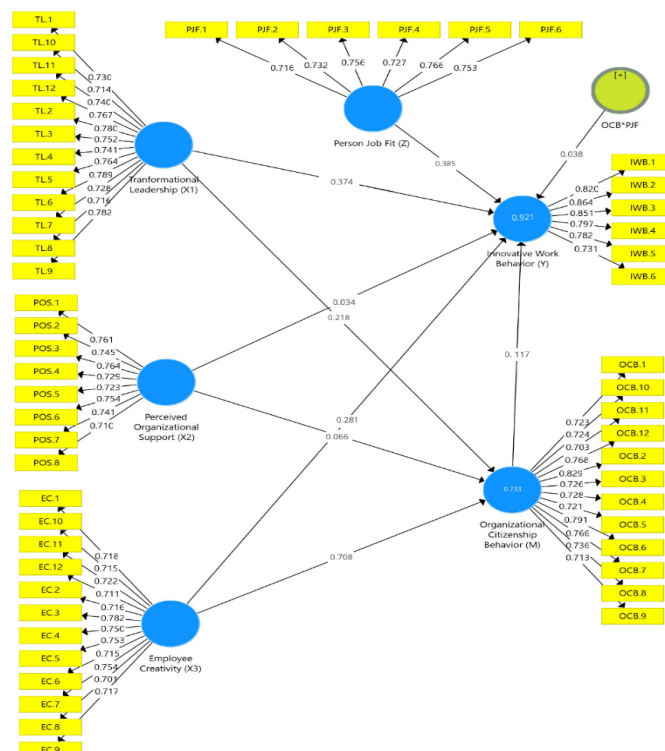 TL.1
TL.10
TL.11
TL.12
TL.2
TL.3
TL.4
TL.5
TL.6
TL.7
TL.8
TL.9
0.730
0.714
0.740
0.767
0.780
0.752
0.741
0.764
0.789
0.728
0.716
0.782
Tranformational
Leadership (X1)
PJF.1
PJF.2
PJF.3
PJF.4
PJF.5
PJF.6
0.716
0.732
0.756
0.727
0.766
0.753
Person Job Fit (Z)
[+]
OCB*PJF
0.038
0.385
0.374
0.921
Innovative Work
Behavior (Y)
IWB.1
IWB.2
IWB.3
IWB.4
IWB.5
IWB.6
0.820
0.864
0.851
0.797
0.782
0.731
POS.1
POS.2
POS.3
POS.4
POS.5
POS.6
POS.7
POS.8
0.761
0.745
0.764
0.729
0.723
0.754
0.741
0.710
Perceived
Organizational
Support (X2)
0.034
0.218
0.281
0.066
0.117
0.708
EC.1
EC.10
EC.11
EC.12
EC.2
EC.3
EC.4
EC.5
EC.6
EC.7
EC.8
EC.9
0.718
0.715
0.722
0.711
0.716
0.782
0.750
0.753
0.715
0.754
0.701
0.717
Employee
Creativity (X3)
0.733
Organizational
Citizenship
Behavior (M)
OCB.1
OCB.10
OCB.11
OCB.12
OCB.2
OCB.3
OCB.4
OCB.5
OCB.6
OCB.7
OCB.8
OCB.9
0.723
0.724
0.703
0.768
0.829
0.726
0.728
0.721
0.791
0.766
0.736
0.713